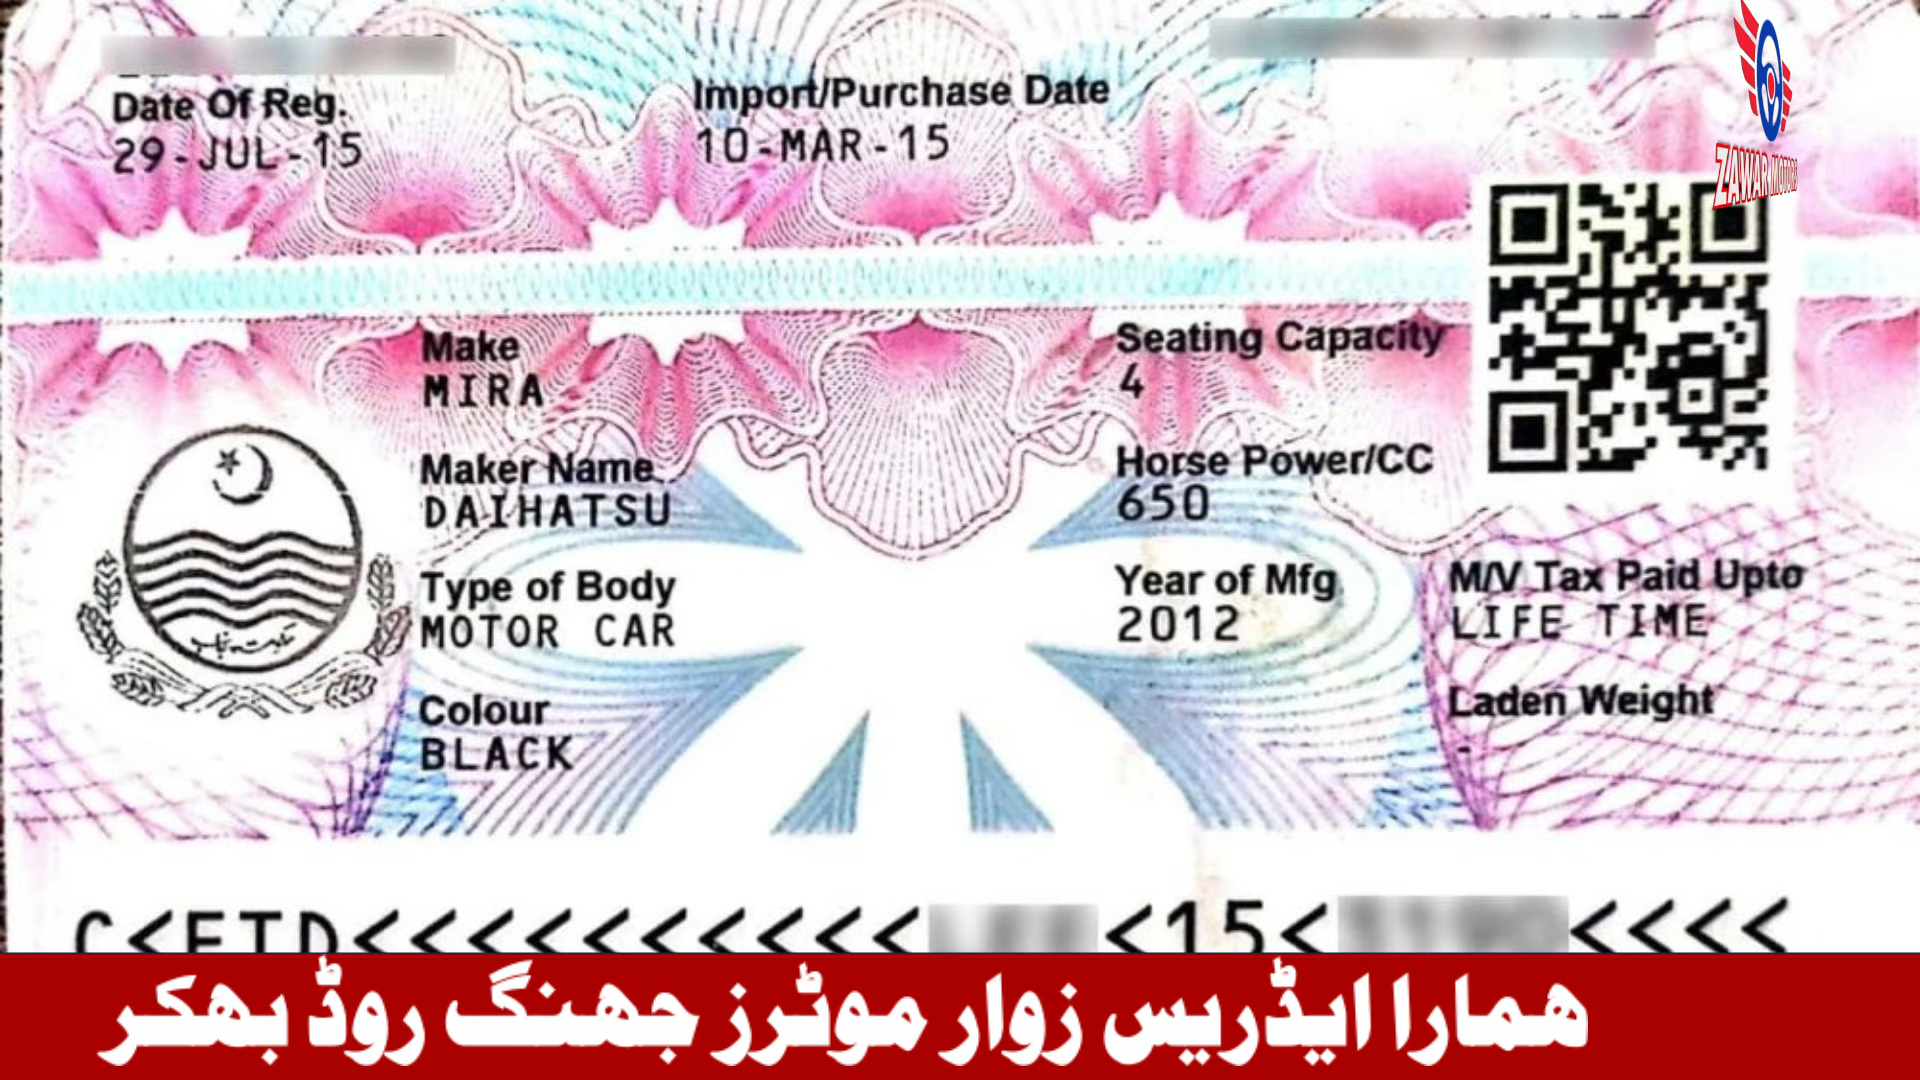 Date Of Reg.
29-JUL-15
Import/Purchase Date
10-MAR-15
ZAWAR MOTORS
Make
MIRA
Seating Capacity
4
Maker Name
DAIHATSU
Horse Power/CC
650
Type of Body
MOTOR CAR
Year of Mfg
2012
M/V Tax Paid Upto
LIFE TIME
Colour
BLACK
Laden Weight
-
C<ETD<<<<<<<<<<<< <15< <<<<
ھمارا ایڈریس زوار موٹرز جھنگ روڈ بھکر